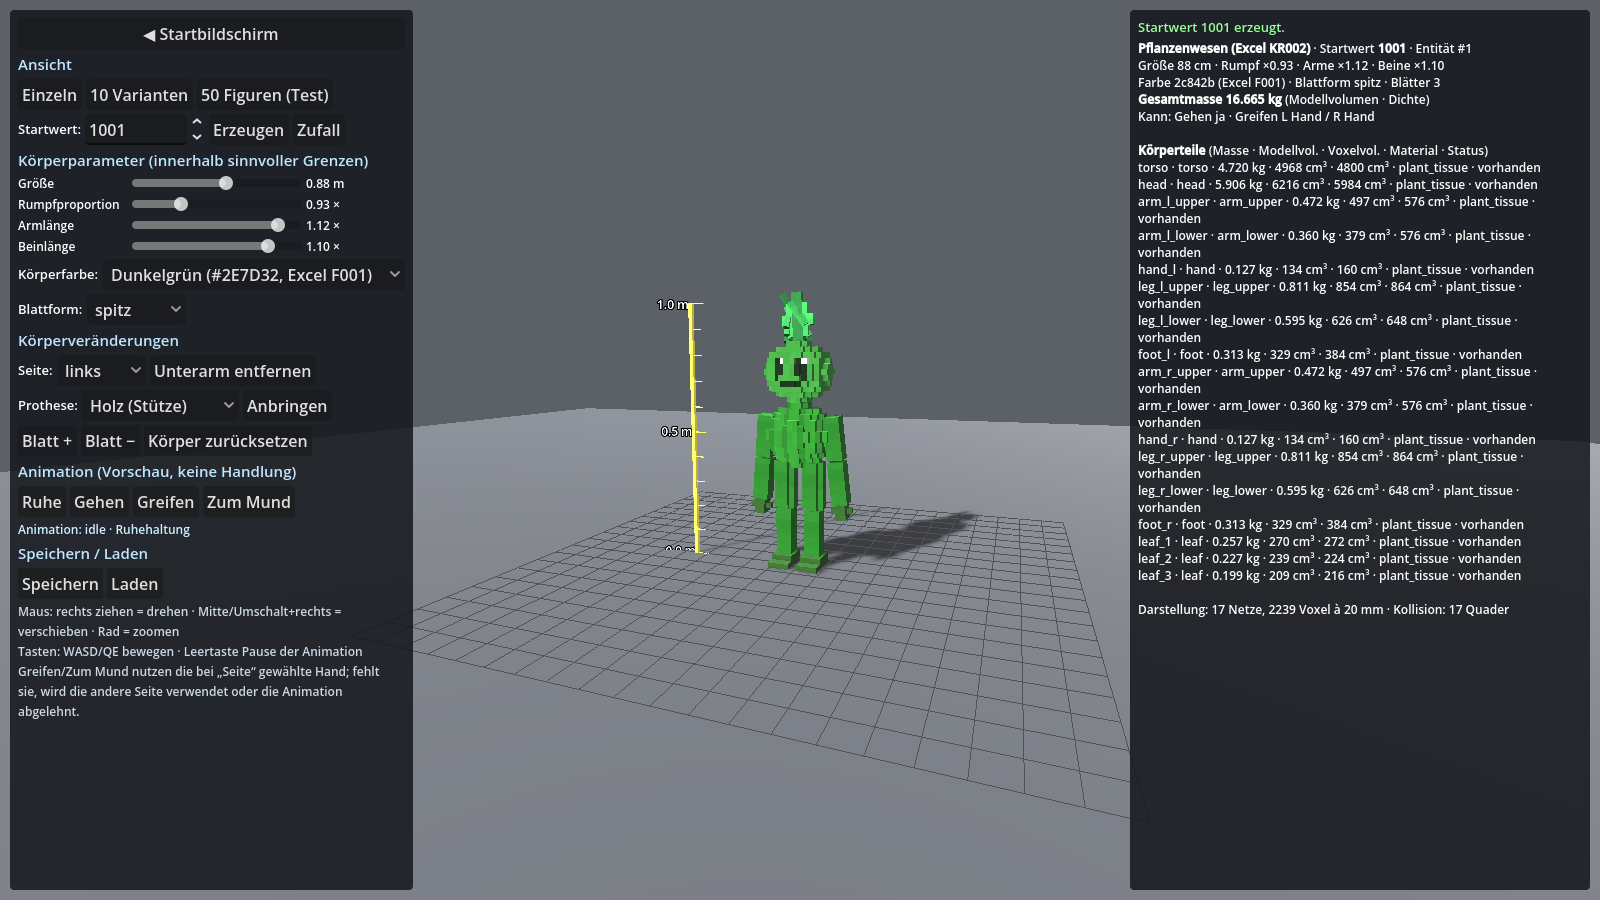 ◀ Startbildschirm
Ansicht
Einzeln 10 Varianten 50 Figuren (Test)
Startwert: 1001 Erzeugen Zufall
Körperparameter (innerhalb sinnvoller Grenzen)
Größe 0.88 m
Rumpfproportion 0.93 ×
Armlänge 1.12 ×
Beinlänge 1.10 ×
Körperfarbe: Dunkelgrün (#2E7D32, Excel F001)
Blattform: spitz
Körperveränderungen
Seite: links Unterarm entfernen
Prothese: Holz (Stütze) Anbringen
Blatt + Blatt − Körper zurücksetzen
Animation (Vorschau, keine Handlung)
Ruhe Gehen Greifen Zum Mund
Animation: idle · Ruhehaltung
Speichern / Laden
Speichern Laden
Maus: rechts ziehen = drehen · Mitte/Umschalt+rechts =
verschieben · Rad = zoomen
Tasten: WASD/QE bewegen · Leertaste Pause der Animation
Greifen/Zum Mund nutzen die bei „Seite“ gewählte Hand; fehlt
sie, wird die andere Seite verwendet oder die Animation
abgelehnt.
1.0 m
0.5 m
0.0 m
Startwert 1001 erzeugt.
Pflanzenwesen (Excel KR002) · Startwert 1001 · Entität #1
Größe 88 cm · Rumpf ×0.93 · Arme ×1.12 · Beine ×1.10
Farbe 2c842b (Excel F001) · Blattform spitz · Blätter 3
Gesamtmasse 16.665 kg (Modellvolumen · Dichte)
Kann: Gehen ja · Greifen L Hand / R Hand
Körperteile (Masse · Modellvol. · Voxelvol. · Material · Status)
torso · torso · 4.720 kg · 4968 cm³ · 4800 cm³ · plant_tissue · vorhanden
head · head · 5.906 kg · 6216 cm³ · 5984 cm³ · plant_tissue · vorhanden
arm_l_upper · arm_upper · 0.472 kg · 497 cm³ · 576 cm³ · plant_tissue ·
vorhanden
arm_l_lower · arm_lower · 0.360 kg · 379 cm³ · 576 cm³ · plant_tissue ·
vorhanden
hand_l · hand · 0.127 kg · 134 cm³ · 160 cm³ · plant_tissue · vorhanden
leg_l_upper · leg_upper · 0.811 kg · 854 cm³ · 864 cm³ · plant_tissue ·
vorhanden
leg_l_lower · leg_lower · 0.595 kg · 626 cm³ · 648 cm³ · plant_tissue ·
vorhanden
foot_l · foot · 0.313 kg · 329 cm³ · 384 cm³ · plant_tissue · vorhanden
arm_r_upper · arm_upper · 0.472 kg · 497 cm³ · 576 cm³ · plant_tissue ·
vorhanden
arm_r_lower · arm_lower · 0.360 kg · 379 cm³ · 576 cm³ · plant_tissue ·
vorhanden
hand_r · hand · 0.127 kg · 134 cm³ · 160 cm³ · plant_tissue · vorhanden
leg_r_upper · leg_upper · 0.811 kg · 854 cm³ · 864 cm³ · plant_tissue ·
vorhanden
leg_r_lower · leg_lower · 0.595 kg · 626 cm³ · 648 cm³ · plant_tissue ·
vorhanden
foot_r · foot · 0.313 kg · 329 cm³ · 384 cm³ · plant_tissue · vorhanden
leaf_1 · leaf · 0.257 kg · 270 cm³ · 272 cm³ · plant_tissue · vorhanden
leaf_2 · leaf · 0.227 kg · 239 cm³ · 224 cm³ · plant_tissue · vorhanden
leaf_3 · leaf · 0.199 kg · 209 cm³ · 216 cm³ · plant_tissue · vorhanden
Darstellung: 17 Netze, 2239 Voxel à 20 mm · Kollision: 17 Quader